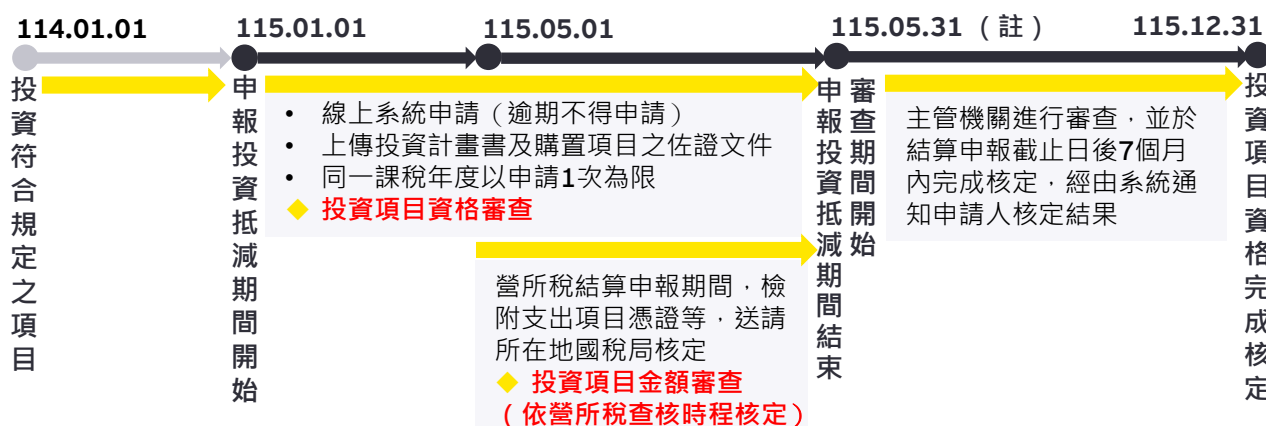 114.01.01
115.01.01
115.05.01
115.05.31（註）
115.12.31
投資符合規定之項目
申報投資抵減期間開始
• 線上系統申請（逾期不得申請）
• 上傳投資計畫書及購置項目之佐證文件
• 同一課稅年度以申請1次為限
◆ 投資項目資格審查
營所稅結算申報期間，檢
附支出項目憑證等，送請
所在地國稅局核定
◆ 投資項目金額審查
（依營所稅查核時程核定）
申報投資抵減期間結束
審查期間開始
主管機關進行審查，並於
結算申報截止日後7個月
內完成核定，經由系統通
知申請人核定結果
投資項目資格完成核定